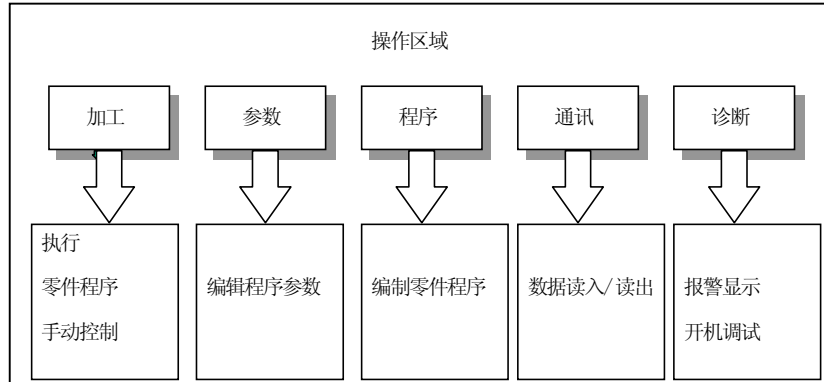 操作区域
加工
参数
程序
通讯
诊断
执行
零件程序
手动控制
编辑程序参数
编制零件程序
数据读入/读出
报警显示
开机调试